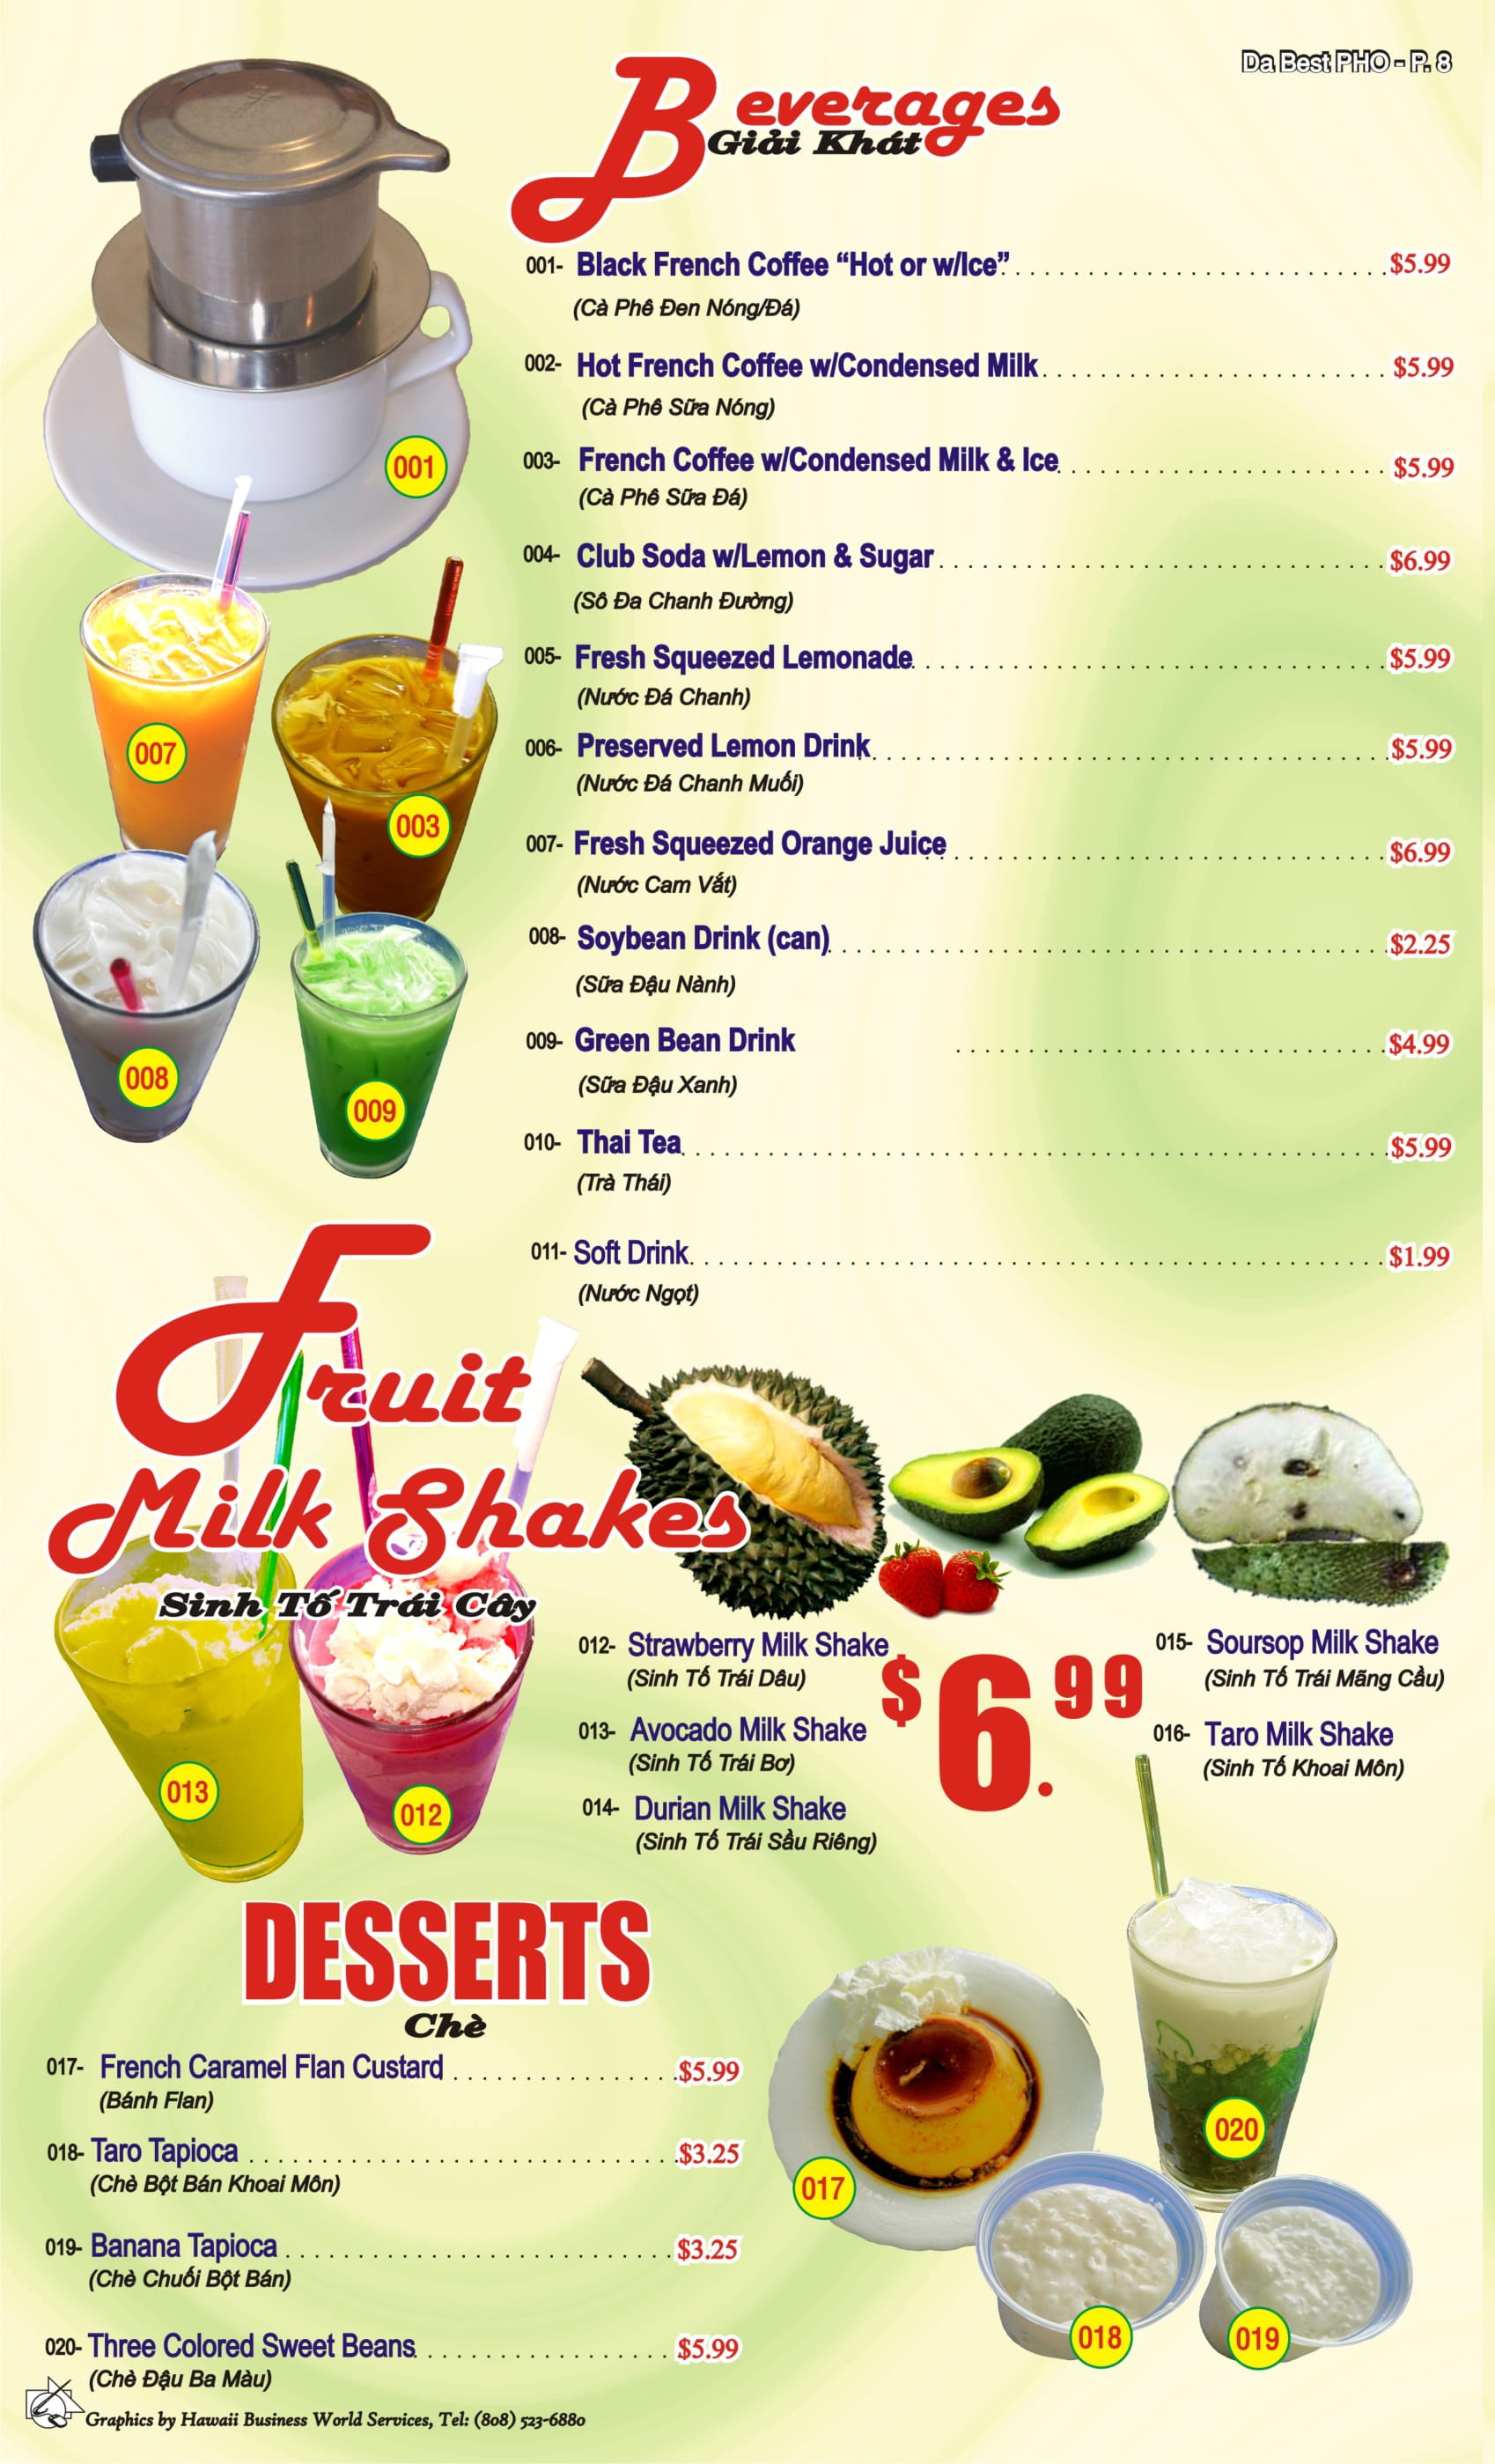 Da Best PHO - P. 8
Beverages
Giải Khát
001- Black French Coffee “Hot or w/Ice” $5.99
(Cà Phê Đen Nóng/Đá)
002- Hot French Coffee w/Condensed Milk $5.99
(Cà Phê Sữa Nóng)
003- French Coffee w/Condensed Milk & Ice $5.99
(Cà Phê Sữa Đá)
004- Club Soda w/Lemon & Sugar $6.99
(Sô Đa Chanh Đường)
005- Fresh Squeezed Lemonade $5.99
(Nước Đá Chanh)
006- Preserved Lemon Drink $5.99
(Nước Đá Chanh Muối)
007- Fresh Squeezed Orange Juice $6.99
(Nước Cam Vắt)
008- Soybean Drink (can) $2.25
(Sữa Đậu Nành)
009- Green Bean Drink $4.99
(Sữa Đậu Xanh)
010- Thai Tea $5.99
(Trà Thái)
011- Soft Drink $1.99
(Nước Ngọt)
001
007
003
008
009
Fruit
Milk Shakes
Sinh Tố Trái Cây
012- Strawberry Milk Shake
(Sinh Tố Trái Dâu)
013- Avocado Milk Shake
(Sinh Tố Trái Bơ)
014- Durian Milk Shake
(Sinh Tố Trái Sầu Riêng)
$6.99
015- Soursop Milk Shake
(Sinh Tố Trái Mãng Cầu)
016- Taro Milk Shake
(Sinh Tố Khoai Môn)
013
012
DESSERTS
Chè
017- French Caramel Flan Custard $5.99
(Bánh Flan)
018- Taro Tapioca $3.25
(Chè Bột Bán Khoai Môn)
019- Banana Tapioca $3.25
(Chè Chuối Bột Bán)
020- Three Colored Sweet Beans $5.99
(Chè Đậu Ba Màu)
020
017
018
019
Graphics by Hawaii Business World Services, Tel: (808) 523-6880